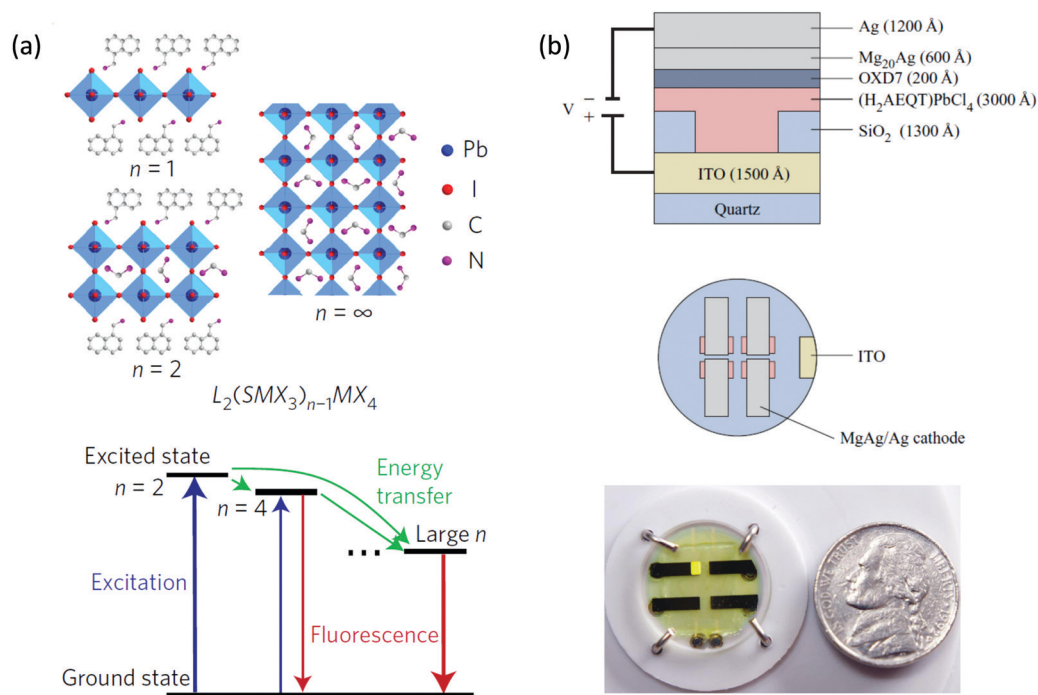 (a)
n = 1
n = 2
n = ∞
Pb
I
C
N
L₂(SMX₃)ₙ₋₁MX₄
Excited state
n = 2
n = 4
Energy
transfer
Large n
Excitation
Fluorescence
Ground state
(b)
Ag (1200 Å)
Mg₂₀Ag (600 Å)
OXD7 (200 Å)
(H₂AEQT)PbCl₄ (3000 Å)
SiO₂ (1300 Å)
ITO (1500 Å)
Quartz
V
−
+
ITO
MgAg/Ag cathode